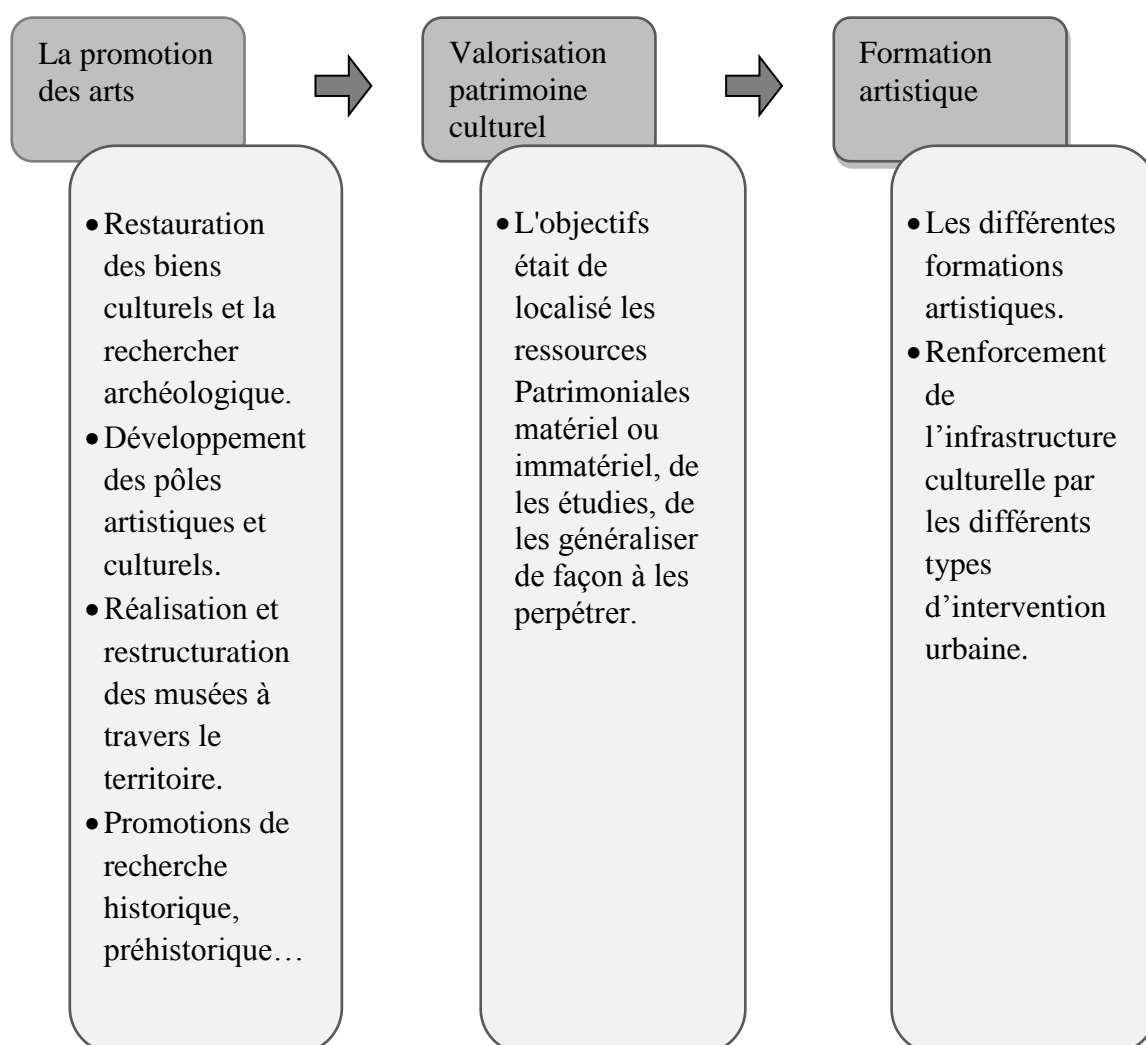 La promotion
des arts
• Restauration
des biens
culturels et la
rechercher
archéologique.
• Développement
des pôles
artistiques et
culturels.
• Réalisation et
restructuration
des musées à
travers le
territoire.
• Promotions de
recherche
historique,
préhistorique…
Valorisation
patrimoine
culturel
• L'objectifs
était de
localisé les
ressources
Patrimoniales
matériel ou
immatériel, de
les étudies, de
les généraliser
de façon à les
perpétrer.
Formation
artistique
• Les différentes
formations
artistiques.
• Renforcement
de
l’infrastructure
culturelle par
les différents
types
d’intervention
urbaine.